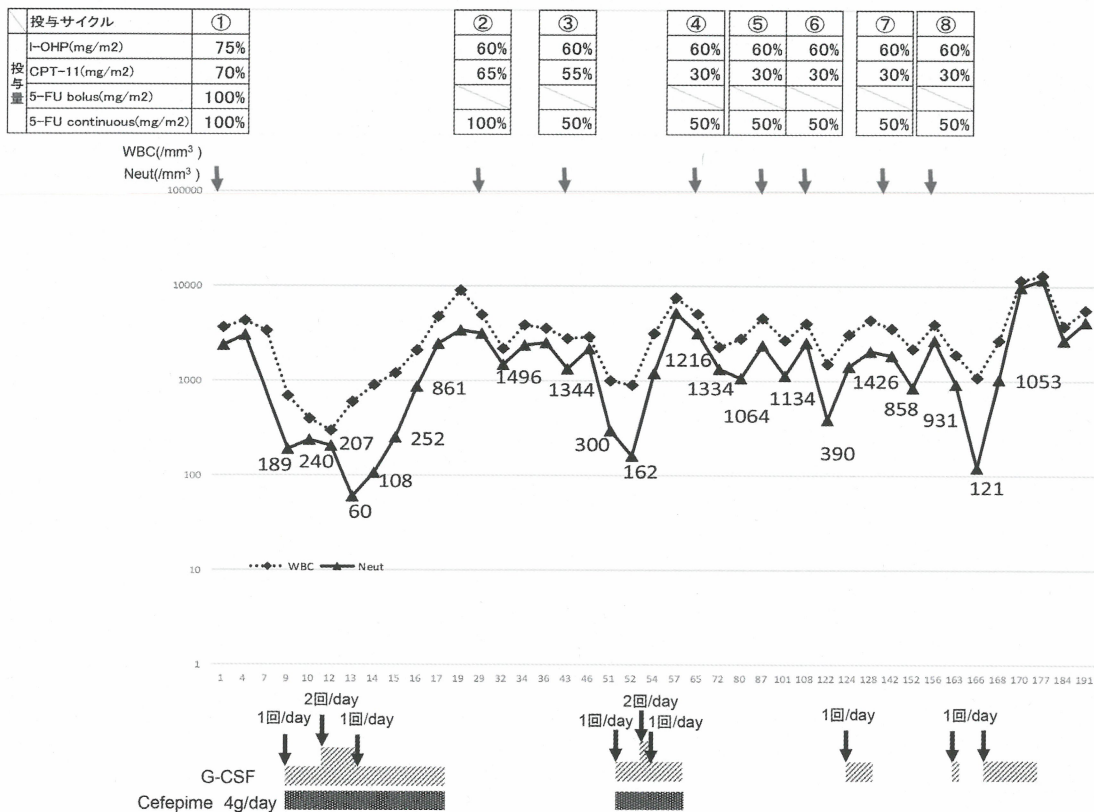 投与サイクル ① ② ③ ④ ⑤ ⑥ ⑦ ⑧
投与量
l-OHP(mg/m2) 75% 60% 60% 60% 60% 60% 60% 60%
CPT-11(mg/m2) 70% 65% 55% 30% 30% 30% 30% 30%
5-FU bolus(mg/m2) 100%
5-FU continuous(mg/m2) 100% 100% 50% 50% 50% 50% 50% 50%
WBC(/mm³ )
Neut(/mm³)
100000
10000
1000
100
10
1
189
240
207
60
108
252
861
1496
1344
300
162
1216
1334
1064
1134
390
1426
858
931
121
1053
WBC Neut
1 4 7 9 10 12 13 14 15 16 17 19 29 32 34 36 43 46 51 52 54 57 65 72 80 87 101 108 122 124 128 142 152 156 163 166 168 170 177 184 191
1回/day
2回/day
1回/day
1回/day
2回/day
1回/day
1回/day
1回/day
G-CSF
Cefepime 4g/day